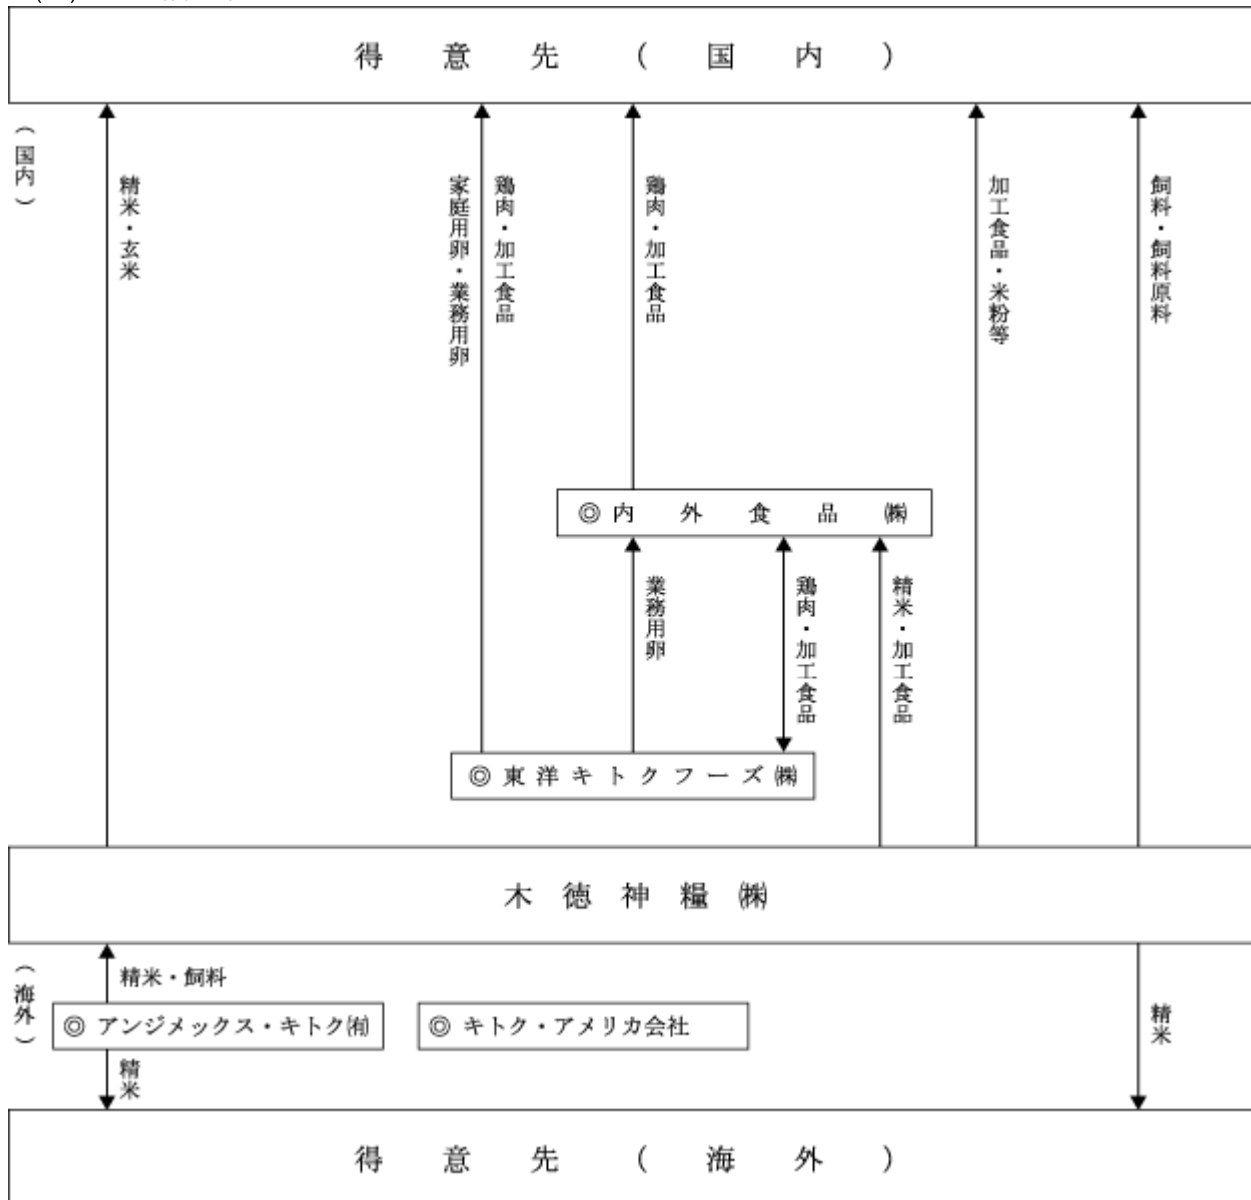 得意先(国内)
(国内)
精米・玄米
家庭用卵・業務用卵
鶏肉・加工食品
鶏肉・加工食品
加工食品・米粉等
飼料・飼料原料
◎内外食品㈱
業務用卵
鶏肉・加工食品
精米・加工食品
◎東洋キトクフーズ㈱
木徳神糧㈱
(海外)
精米・飼料
◎アンジメックス・キトク㈲
◎キトク・アメリカ会社
精米
精米
得意先(海外)